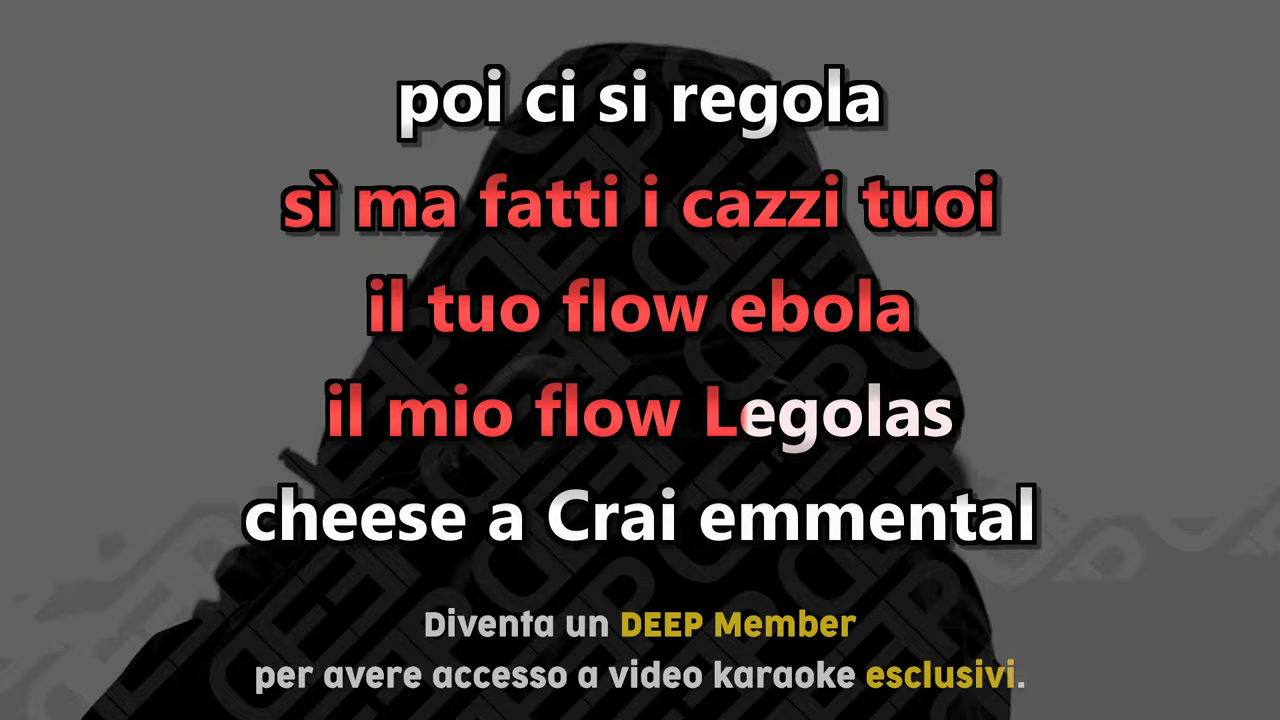 poi ci si regola
sì ma fatti i cazzi tuoi
il tuo flow ebola
il mio flow Legolas
cheese a Crai emmental
Diventa un DEEP Member
per avere accesso a video karaoke esclusivi.